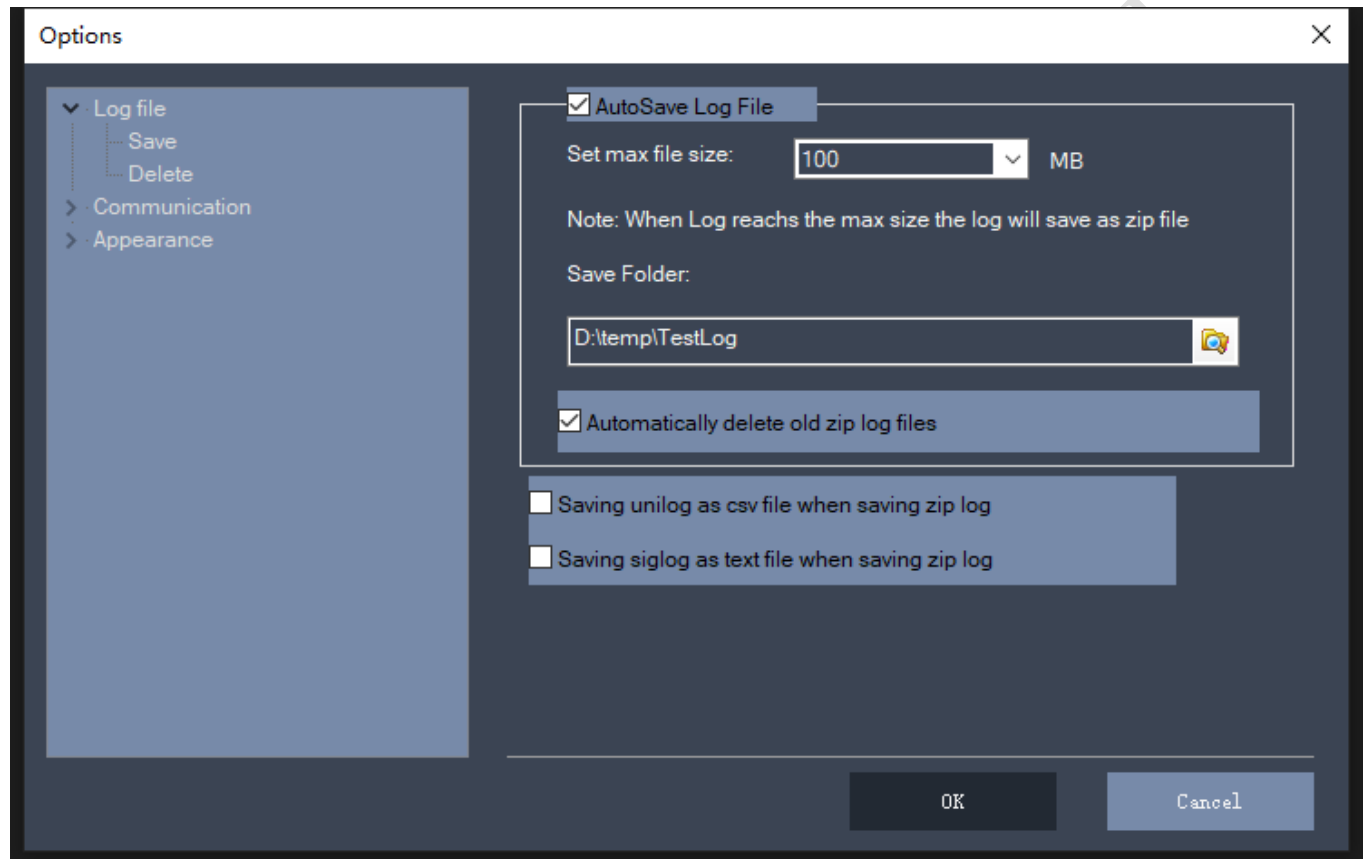 Options
Log file
Save
Delete
Communication
Appearance
AutoSave Log File
Set max file size:
100
MB
Note: When Log reachs the max size the log will save as zip file
Save Folder:
D:\temp\TestLog
Automatically delete old zip log files
Saving unilog as csv file when saving zip log
Saving siglog as text file when saving zip log
OK
Cancel